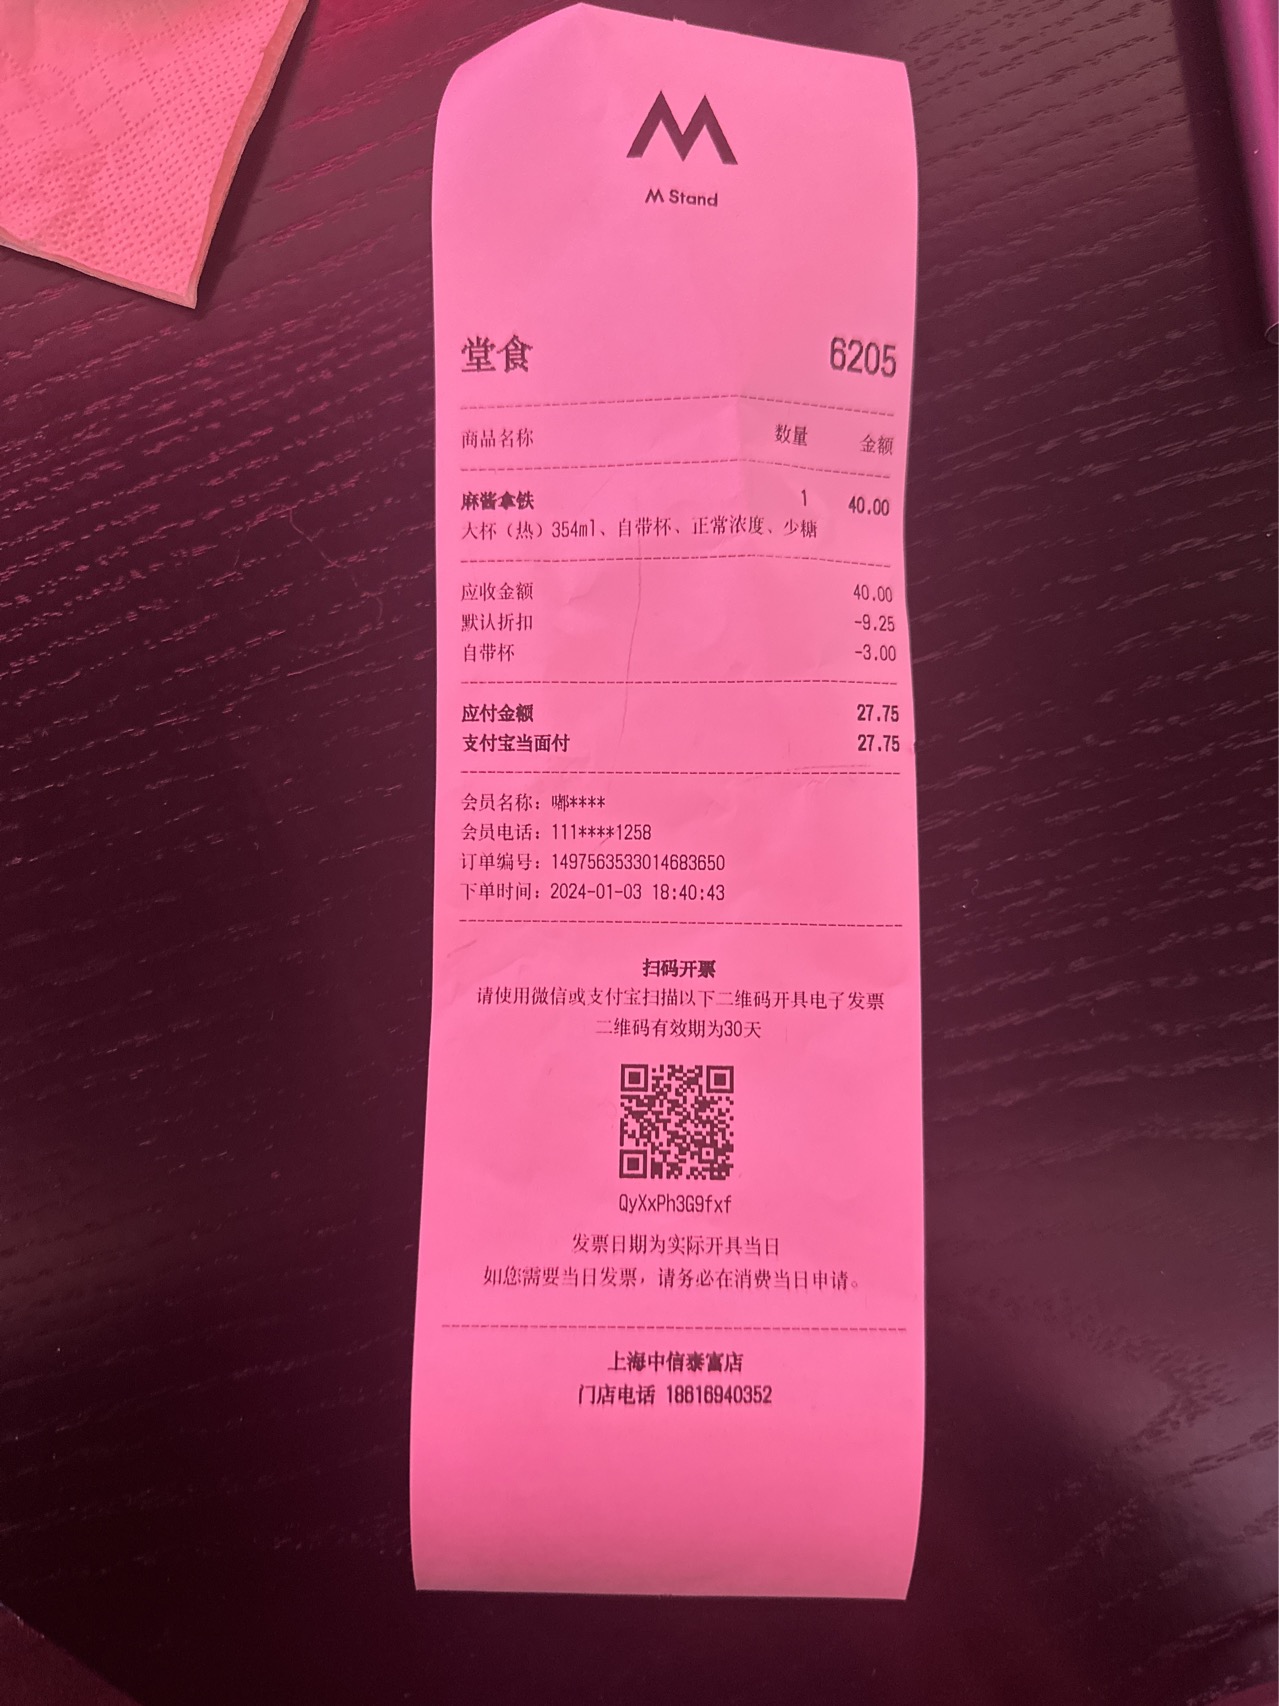 M Stand
堂食 6205
商品名称 数量 金额
麻酱拿铁 1 40.00
大杯（热）354ml、自带杯、正常浓度、少糖
应收金额 40.00
默认折扣 -9.25
自带杯 -3.00
应付金额 27.75
支付宝当面付 27.75
会员名称：嘟****
会员电话：111****1258
订单编号：1497563533014683650
下单时间：2024-01-03 18:40:43
扫码开票
请使用微信或支付宝扫描以下二维码开具电子发票
二维码有效期为30天
QyXxPh3G9fxf
发票日期为实际开具当日
如您需要当日发票，请务必在消费当日申请。
上海中信泰富店
门店电话 18616940352